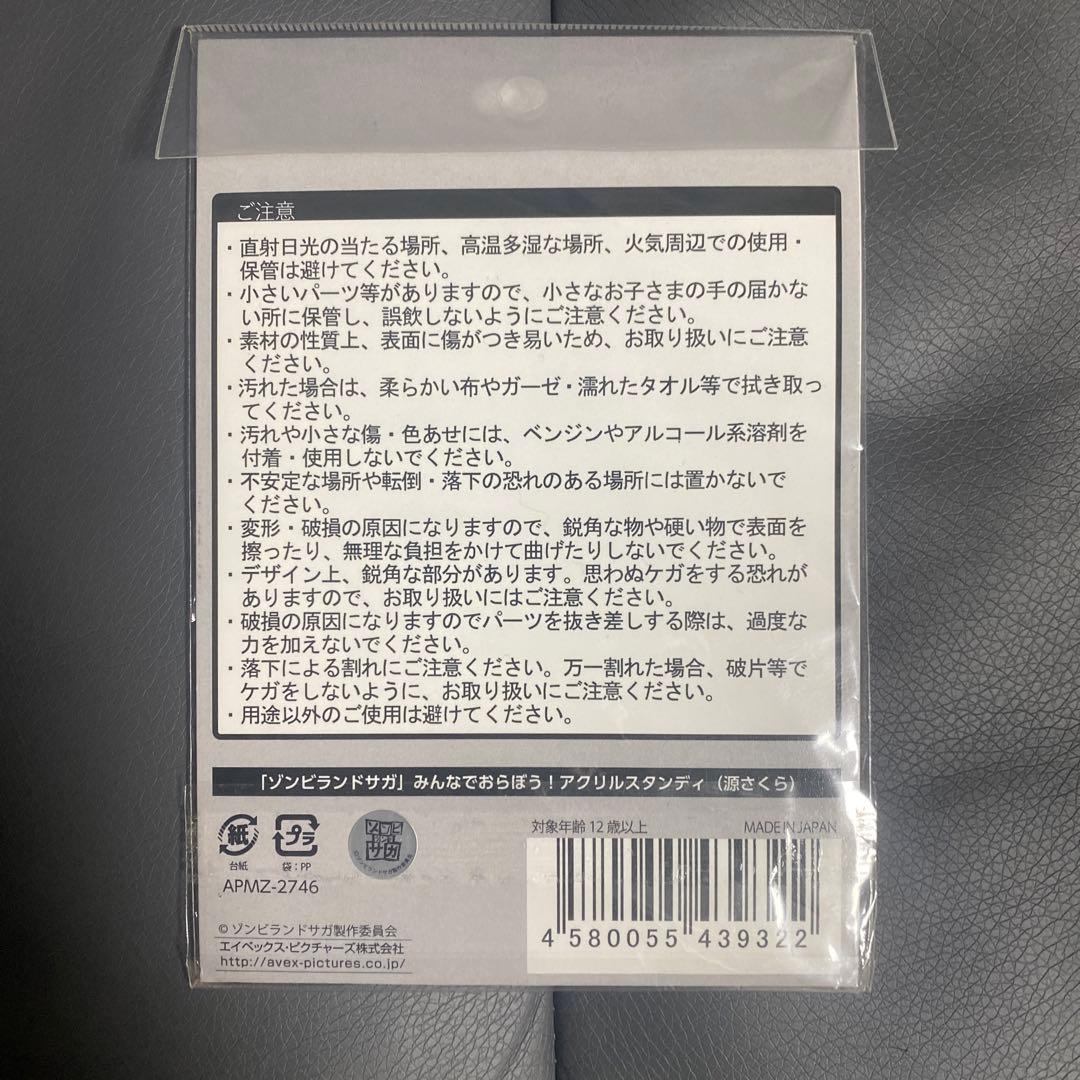 ご注意
・直射日光の当たる場所、高温多湿な場所、火気周辺での使用・
保管は避けてください。
・小さいパーツ等がありますので、小さなお子さまの手の届かな
い所に保管し、誤飲しないようにご注意ください。
・素材の性質上、表面に傷がつき易いため、お取り扱いにご注意
ください。
・汚れた場合は、柔らかい布やガーゼ・濡れたタオル等で拭き取っ
てください。
・汚れや小さな傷・色あせには、ベンジンやアルコール系溶剤を
付着・使用しないでください。
・不安定な場所や転倒・落下の恐れのある場所には置かないで
ください。
・変形・破損の原因になりますので、鋭角な物や硬い物で表面を
擦ったり、無理な負担をかけて曲げたりしないでください。
・デザイン上、鋭角な部分があります。思わぬケガをする恐れが
ありますので、お取り扱いにはご注意ください。
・破損の原因になりますのでパーツを抜き差しする際は、過度な
力を加えないでください。
・落下による割れにご注意ください。万一割れた場合、破片等で
ケガをしないように、お取り扱いにご注意ください。
・用途以外のご使用は避けてください。
「ゾンビランドサガ」みんなでおらぼう！アクリルスタンディ（源さくら）
紙
台紙
プラ
袋：PP
ゾンビ
ランド
サガ
©ゾンビランドサガ製作委員会
対象年齢 12 歳以上
MADE IN JAPAN
APMZ-2746
4 580055 439322
© ゾンビランドサガ製作委員会
エイベックス・ピクチャーズ株式会社
http://avex-pictures.co.jp/